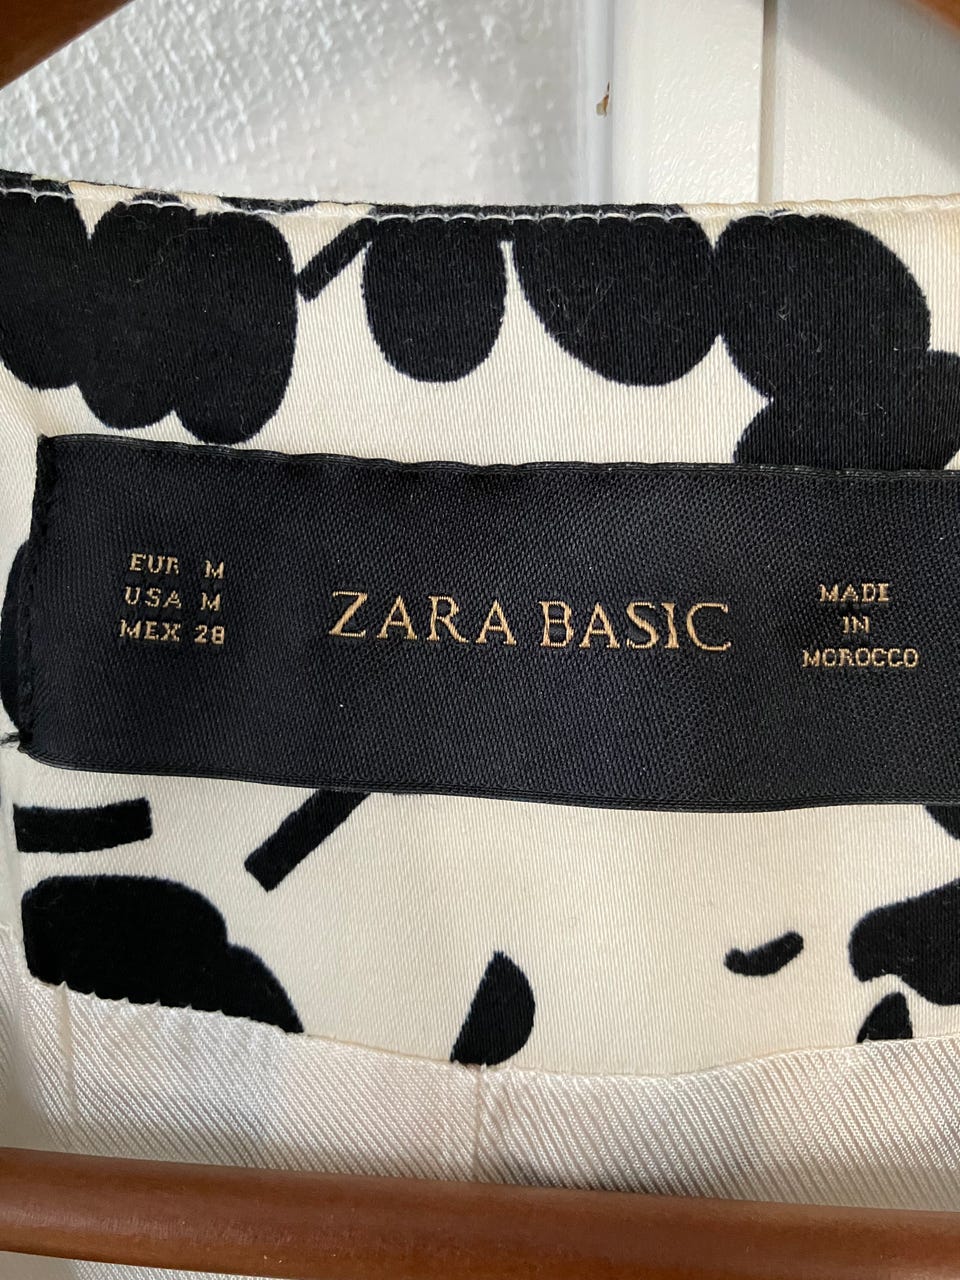 EUR M
USA M
MEX 28
ZARA BASIC
MADE
IN
MOROCCO